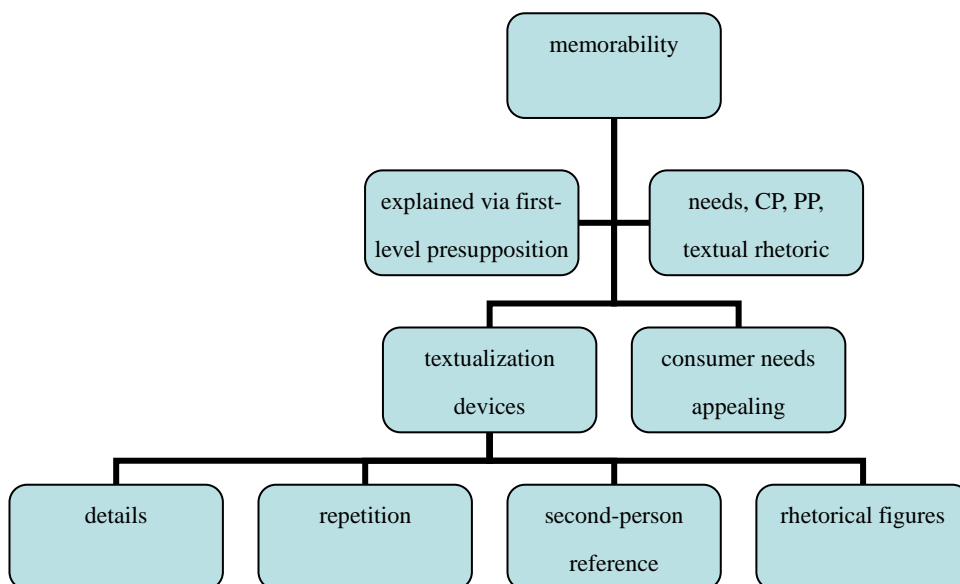 memorability
explained via first-
level presupposition
needs, CP, PP,
textual rhetoric
textualization
devices
consumer needs
appealing
details
repetition
second-person
reference
rhetorical figures